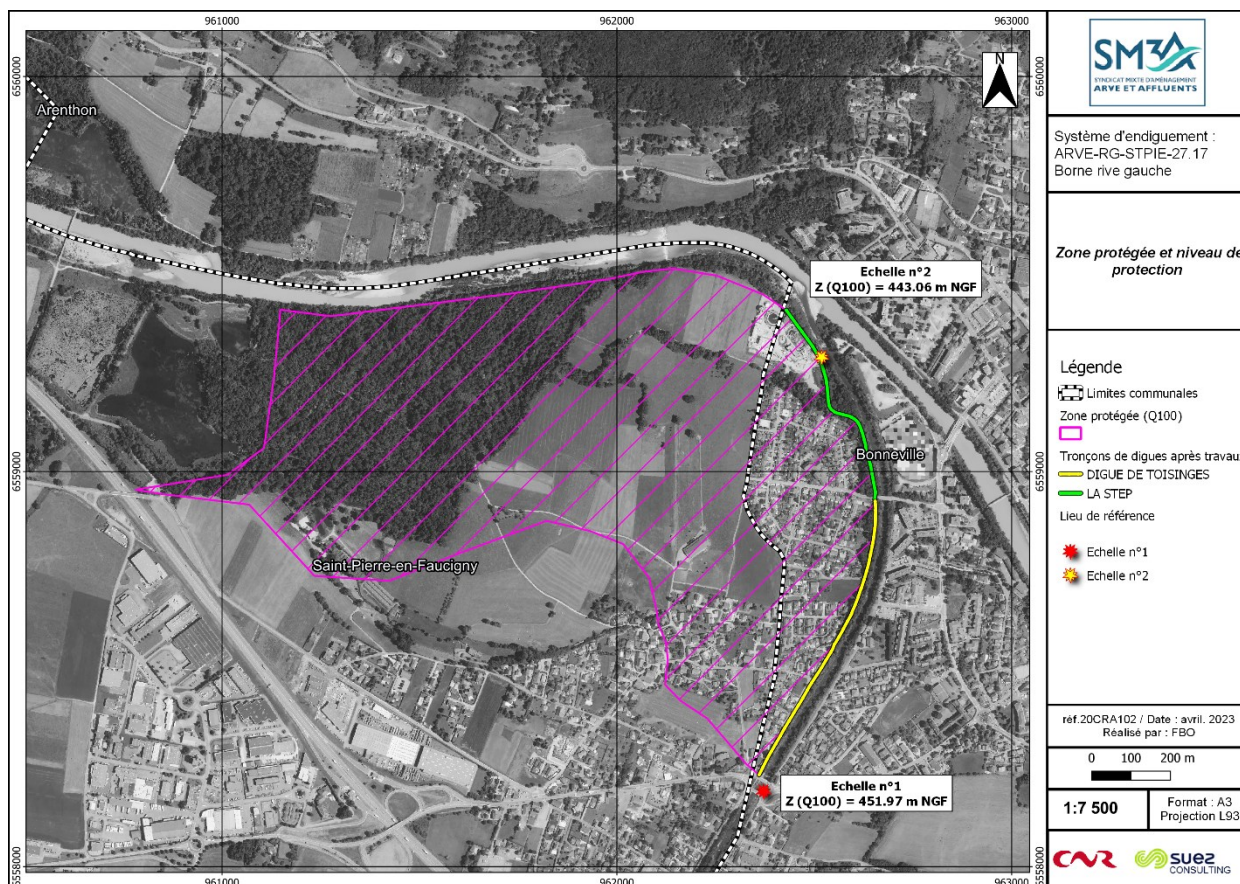 961000
962000
963000
6560000
6560000
Arenthon
N
Echelle n°2
Z (Q100) = 443.06 m NGF
6559000
6559000
Bonneville
Saint-Pierre-en-Faucigny
Echelle n°1
Z (Q100) = 451.97 m NGF
6558000
6558000
961000
962000
963000
SM3A
SYNDICAT MIXTE D'AMÉNAGEMENT
ARVE ET AFFLUENTS
Système d'endiguement :
ARVE-RG-STPIE-27.17
Borne rive gauche
Zone protégée et niveau de
protection
Légende
Limites communales
Zone protégée (Q100)
Tronçons de digues après travaux
DIGUE DE TOISINGES
LA STEP
Lieu de référence
Echelle n°1
Echelle n°2
réf.20CRA102 / Date : avril. 2023
Réalisé par : FBO
0 100 200 m
1:7 500
Format : A3
Projection L93
CNR
SUEZ
CONSULTING